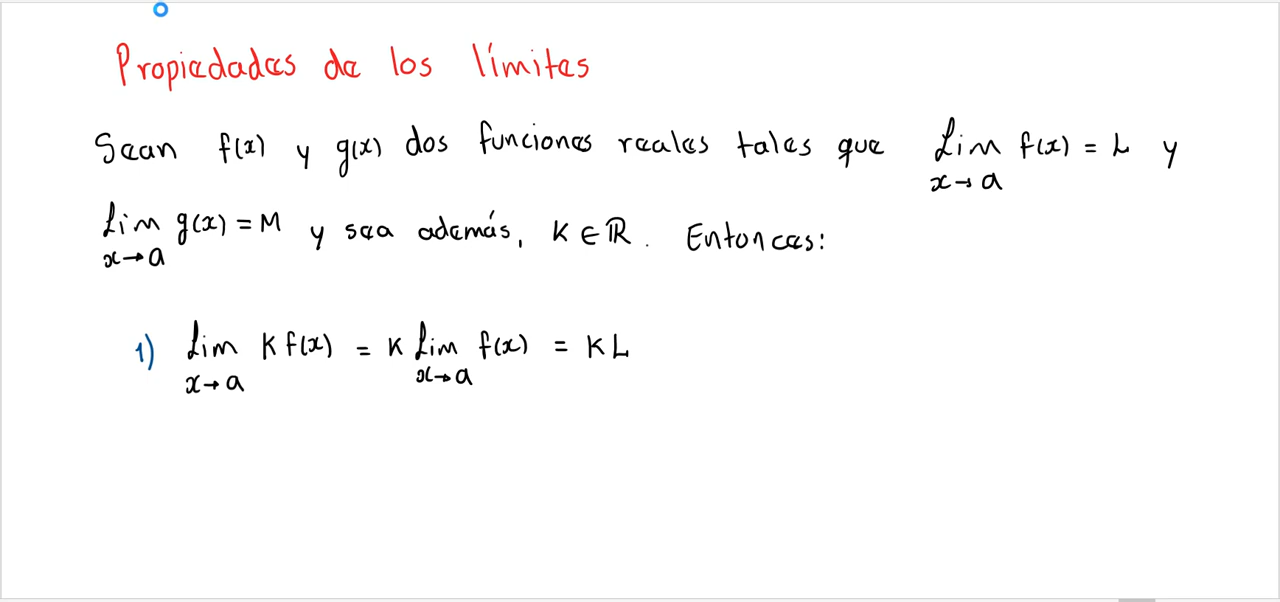 Propiedades de los límites
Sean f(x) y g(x) dos funciones reales tales que Lim x→a f(x) = L y
Lim x→a g(x) = M y sea además, K ∈ ℝ. Entonces:
1) Lim x→a K f(x) = K Lim x→a f(x) = K L